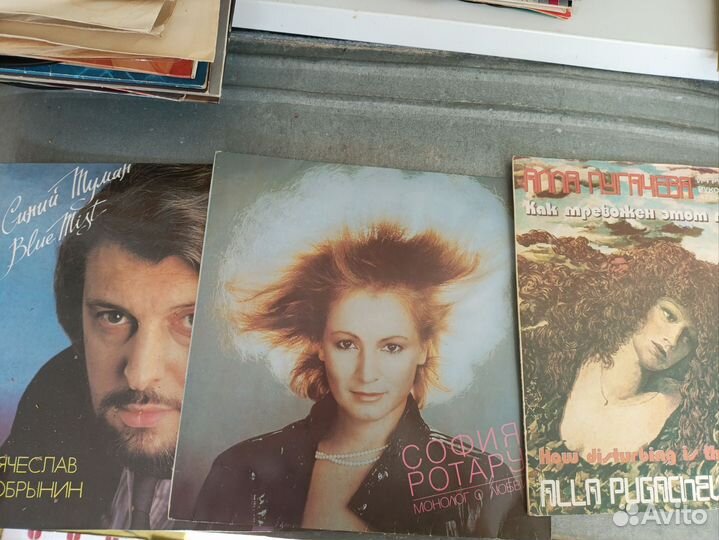 Синий Туман
Blue Mist
ЯЧЕСЛАВ
ОБРЫНИН
СОФИЯ
РОТАРУ
МОНОЛОГ О ЛЮБВ
АЛЛА ПУГАЧЕВА
Как тревожен этот п
How disturbing is th
ALLA PUGACHEV
Avito